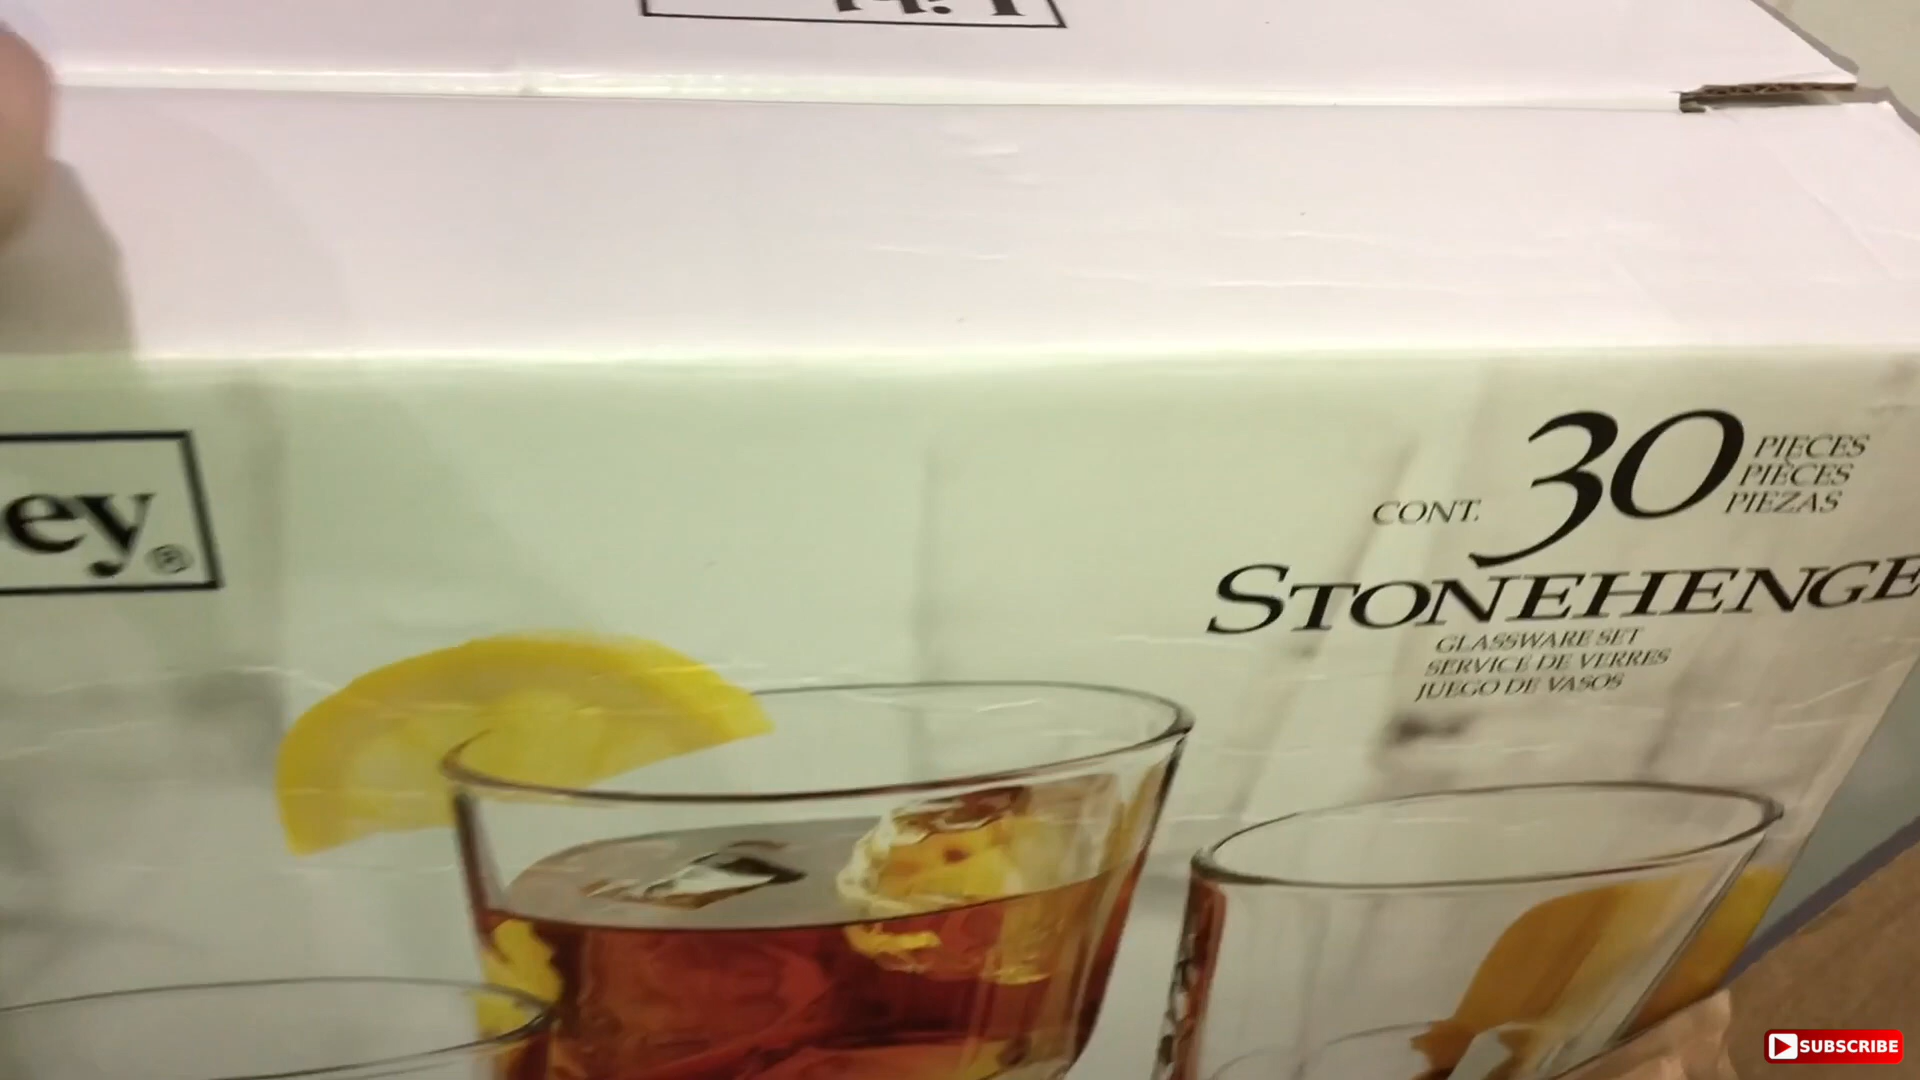 ey®
CONT. 30 PIECES
PIÈCES
PIEZAS
STONEHENGE
GLASSWARE SET
SERVICE DE VERRES
JUEGO DE VASOS
SUBSCRIBE